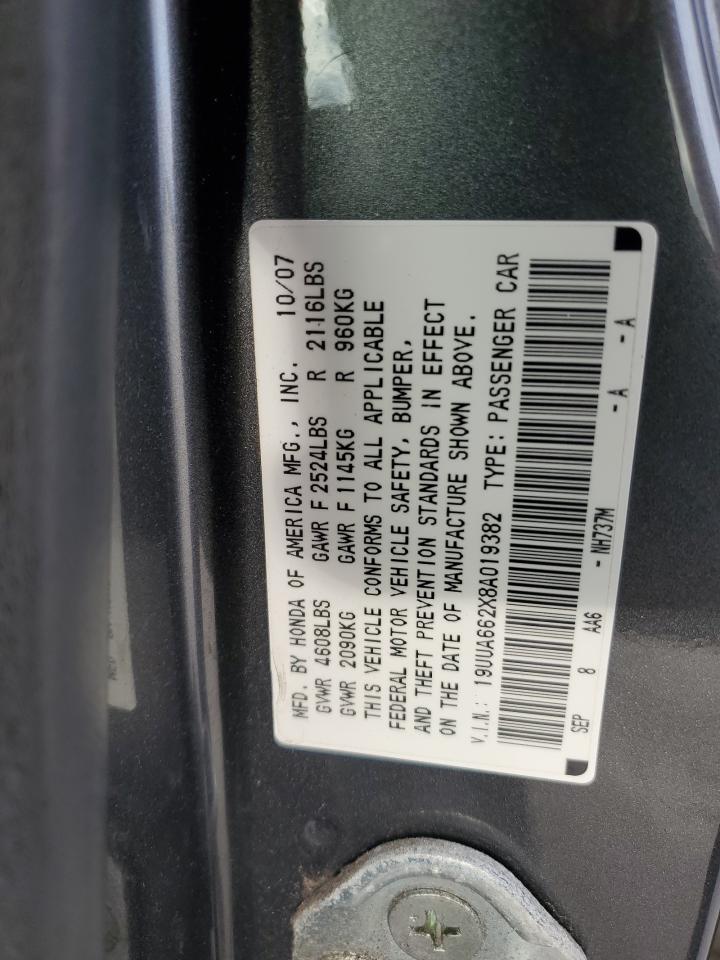 MFD. BY HONDA OF AMERICA MFG., INC. 10/07
GVWR 4608LBS GAWR F 2524LBS R 2116LBS
GVWR 2090KG GAWR F 1145KG R 960KG
THIS VEHICLE CONFORMS TO ALL APPLICABLE
FEDERAL MOTOR VEHICLE SAFETY, BUMPER,
AND THEFT PREVENTION STANDARDS IN EFFECT
ON THE DATE OF MANUFACTURE SHOWN ABOVE.
V.I.N.: 19UUA662X8A019382 TYPE: PASSENGER CAR
SEP 8 AA6 - NH737M - A - A